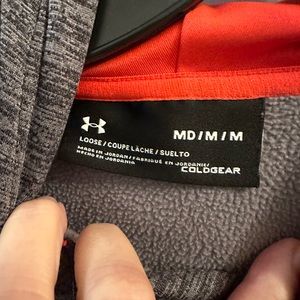 MD/M/M
LOOSE / COUPE LÂCHE / SUELTO
MADE IN JORDAN / FABRIQUÉ EN JORDANIE/
HECHO EN JORDANIA
COLDGEAR